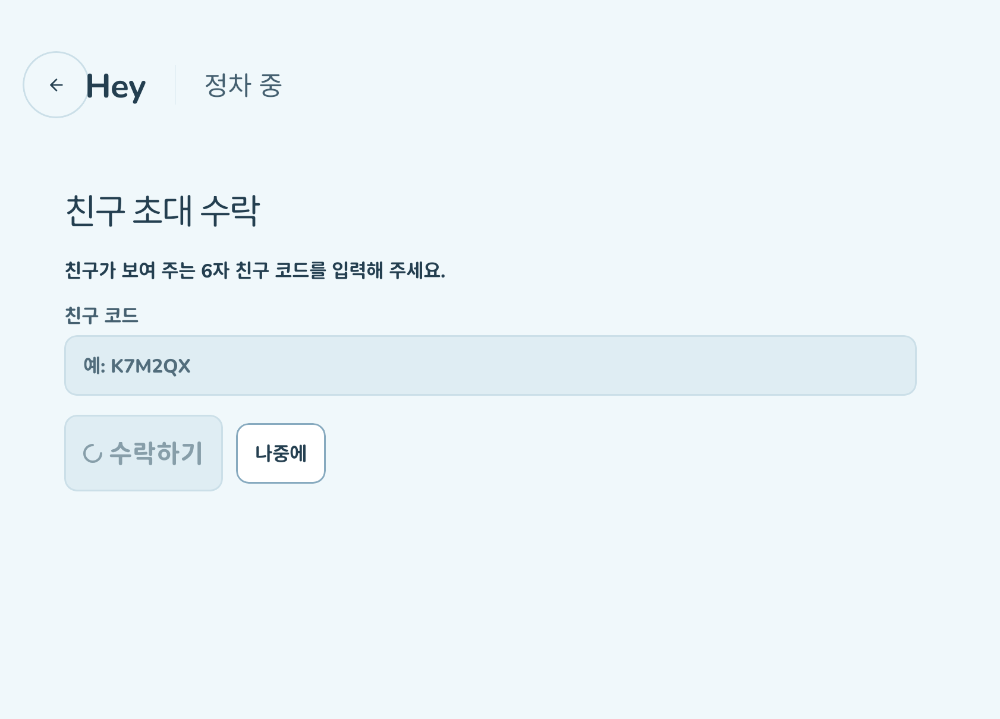 Hey 정차 중
친구 초대 수락
친구가 보여 주는 6자 친구 코드를 입력해 주세요.
친구 코드
예: K7M2QX
수락하기 나중에